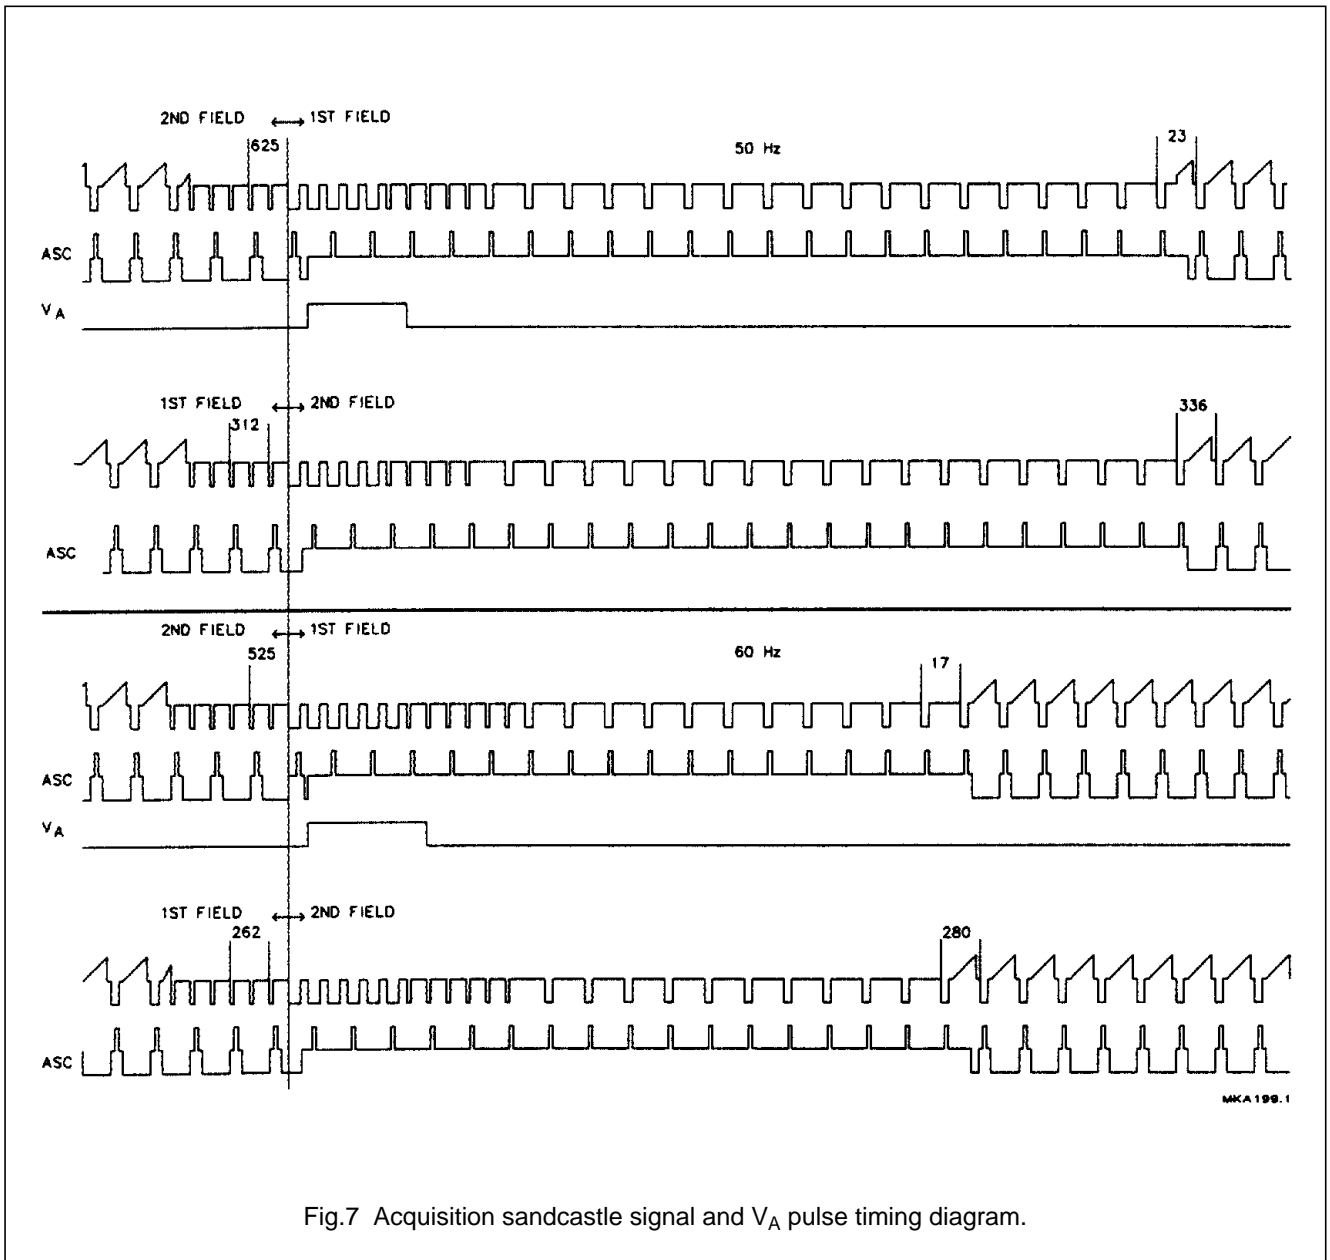 2ND FIELD ↔ 1ST FIELD
625
50 Hz
23
ASC
VA
1ST FIELD ↔ 2ND FIELD
312
336
ASC
2ND FIELD ↔ 1ST FIELD
525
60 Hz
17
ASC
VA
1ST FIELD ↔ 2ND FIELD
262
280
ASC
MKA199.1
Fig.7 Acquisition sandcastle signal and VA pulse timing diagram.